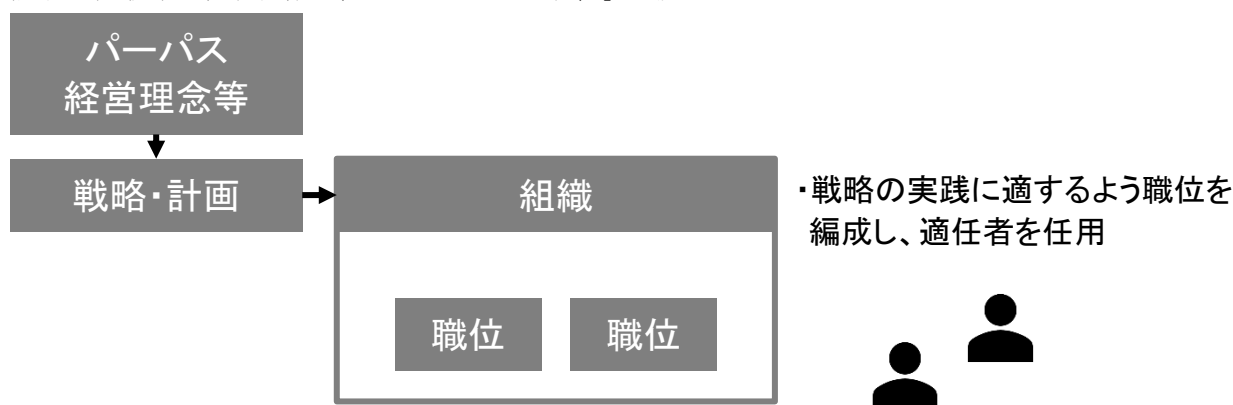 パーパス
経営理念等
戦略・計画
組織
職位
職位
・戦略の実践に適するよう職位を
編成し、適任者を任用